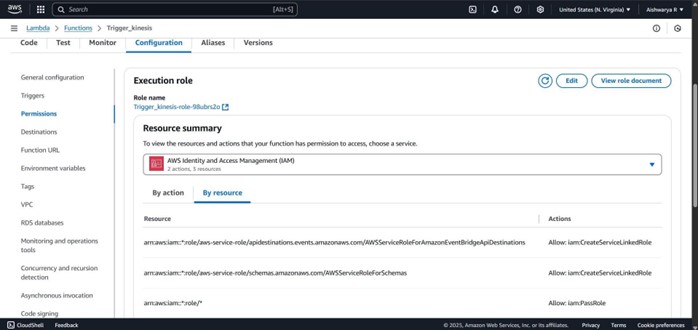 aws
Search
[Alt+S]
United States (N. Virginia)
Aishwarya R
Lambda
Functions
Trigger_kinesis
Code
Test
Monitor
Configuration
Aliases
Versions
General configuration
Triggers
Permissions
Destinations
Function URL
Environment variables
Tags
VPC
RDS databases
Monitoring and operations
tools
Concurrency and recursion
detection
Asynchronous invocation
Code signing
Execution role
Edit
View role document
Role name
Trigger_kinesis-role-98ubrs2o
Resource summary
To view the resources and actions that your function has permission to access, choose a service.
AWS Identity and Access Management (IAM)
2 actions, 3 resources
By action
By resource
Resource
Actions
arn:aws:iam::*:role/aws-service-role/apidestinations.events.amazonaws.com/AWSServiceRoleForAmazonEventBridgeApiDestinations
Allow: iam:CreateServiceLinkedRole
arn:aws:iam::*:role/aws-service-role/schemas.amazonaws.com/AWSServiceRoleForSchemas
Allow: iam:CreateServiceLinkedRole
arn:aws:iam::*:role/*
Allow: iam:PassRole
CloudShell
Feedback
© 2025, Amazon Web Services, Inc. or its affiliates.
Privacy
Terms
Cookie preferences